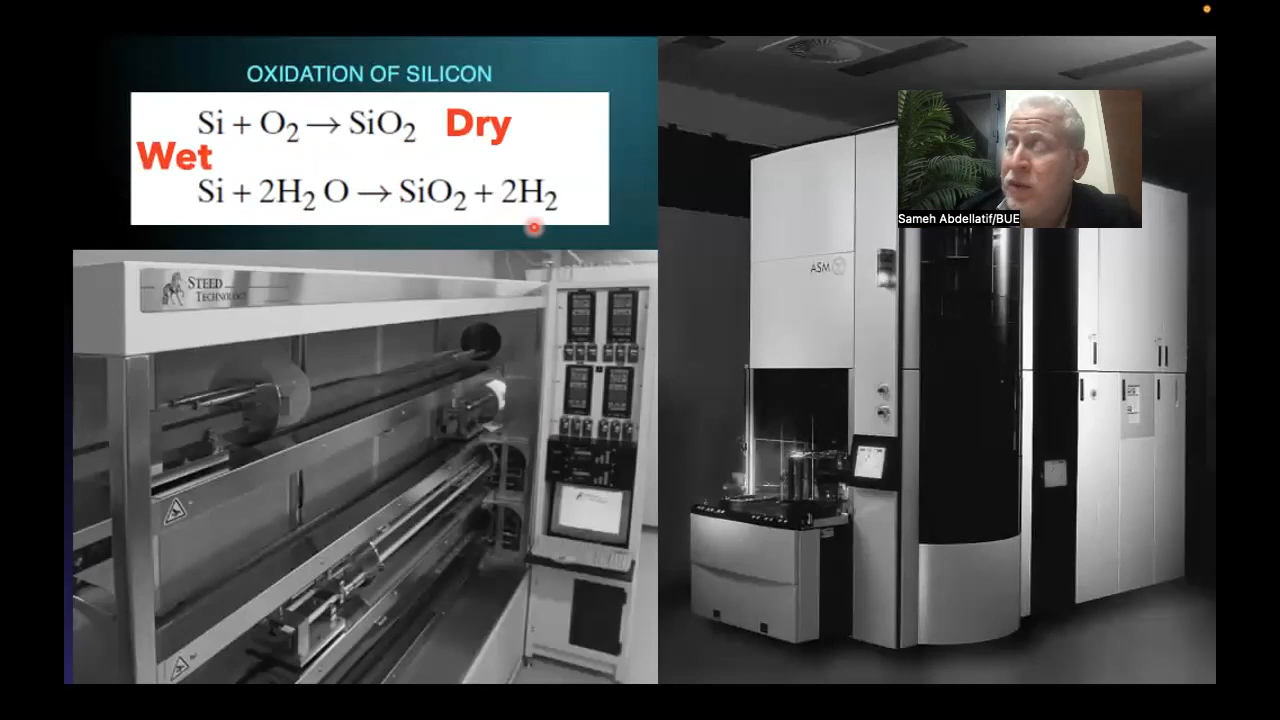 OXIDATION OF SILICON
Si + O₂ → SiO₂ Dry
Wet
Si + 2H₂ O → SiO₂ + 2H₂
STEED
TECHNOLOGY
ASM
Sameh Abdellatif/BUE